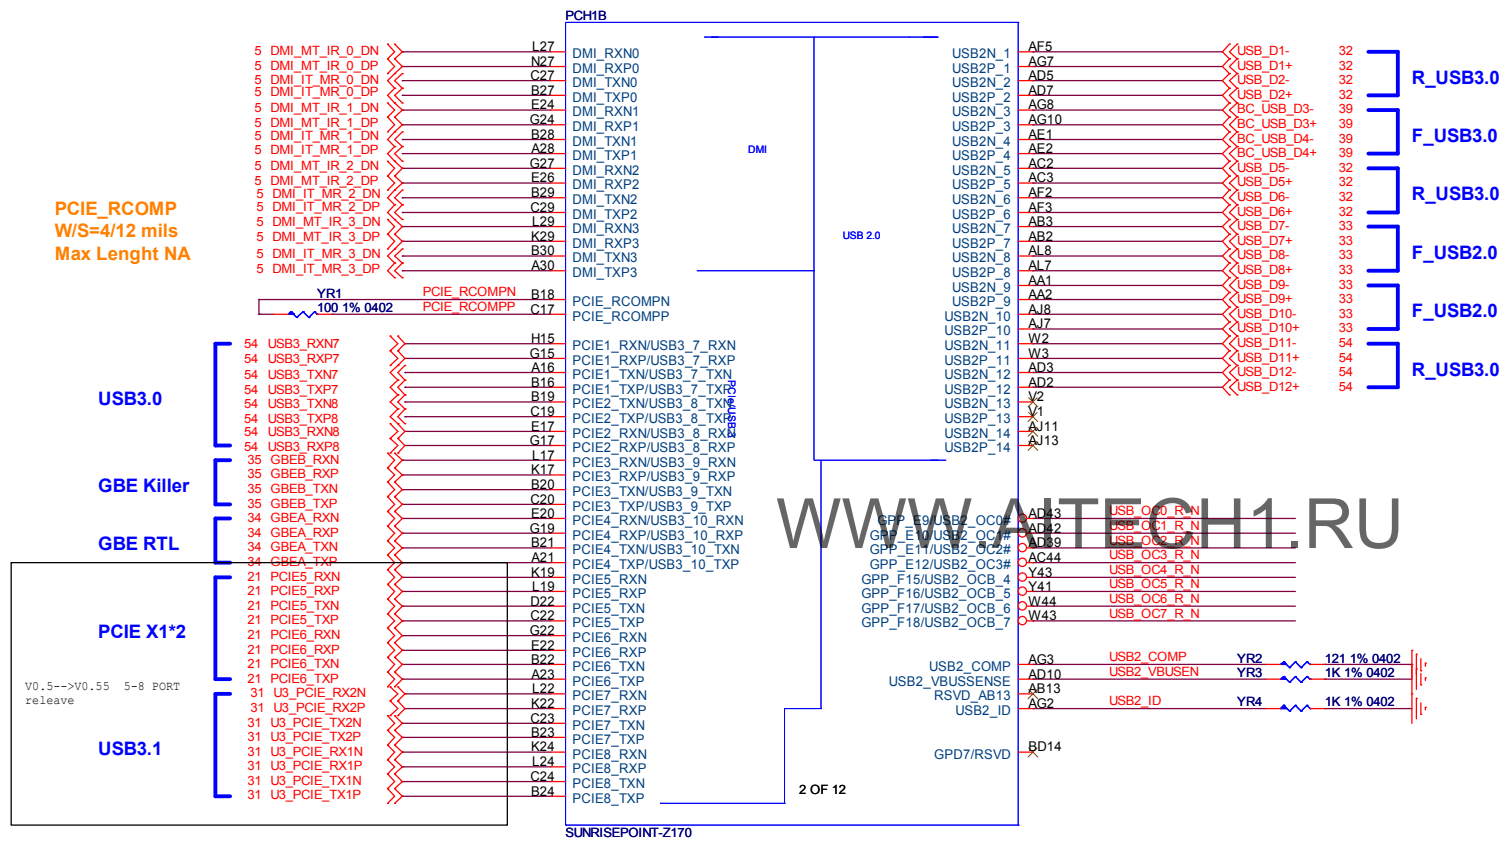 PCH1B
5 DMI_MT_IR_0_DN L27 DMI_RXN0
5 DMI_MT_IR_0_DP N27 DMI_RXP0
5 DMI_IT_MR_0_DN C27 DMI_TXN0
5 DMI_IT_MR_0_DP B27 DMI_TXP0
5 DMI_MT_IR_1_DN E24 DMI_RXN1
5 DMI_MT_IR_1_DP G24 DMI_RXP1
5 DMI_IT_MR_1_DN B28 DMI_TXN1
5 DMI_IT_MR_1_DP A28 DMI_TXP1
5 DMI_MT_IR_2_DN G27 DMI_RXN2
5 DMI_MT_IR_2_DP E26 DMI_RXP2
5 DMI_IT_MR_2_DN B29 DMI_TXN2
5 DMI_IT_MR_2_DP C29 DMI_TXP2
5 DMI_MT_IR_3_DN L29 DMI_RXN3
5 DMI_MT_IR_3_DP K29 DMI_RXP3
5 DMI_IT_MR_3_DN B30 DMI_TXN3
5 DMI_IT_MR_3_DP A30 DMI_TXP3
PCIE_RCOMP
W/S=4/12 mils
Max Lenght NA
YR1 PCIE_RCOMPN B18 PCIE_RCOMPN
100 1% 0402 PCIE_RCOMPP C17 PCIE_RCOMPP
54 USB3_RXN7 H15 PCIE1_RXN/USB3_7_RXN
54 USB3_RXP7 G15 PCIE1_RXP/USB3_7_RXP
54 USB3_TXN7 A16 PCIE1_TXN/USB3_7_TXN
54 USB3_TXP7 B16 PCIE1_TXP/USB3_7_TXP
54 USB3_TXN8 B19 PCIE2_TXN/USB3_8_TXN
54 USB3_TXP8 C19 PCIE2_TXP/USB3_8_TXP
54 USB3_RXN8 E17 PCIE2_RXN/USB3_8_RXN
54 USB3_RXP8 G17 PCIE2_RXP/USB3_8_RXP
USB3.0
35 GBEB_RXN L17 PCIE3_RXN/USB3_9_RXN
35 GBEB_RXP K17 PCIE3_RXP/USB3_9_RXP
35 GBEB_TXN B20 PCIE3_TXN/USB3_9_TXN
35 GBEB_TXP C20 PCIE3_TXP/USB3_9_TXP
GBE Killer
34 GBEA_RXN E20 PCIE4_RXN/USB3_10_RXN
34 GBEA_RXP G19 PCIE4_RXP/USB3_10_RXP
34 GBEA_TXN B21 PCIE4_TXN/USB3_10_TXN
34 GBEA_TXP A21 PCIE4_TXP/USB3_10_TXP
GBE RTL
21 PCIE5_RXN K19 PCIE5_RXN
21 PCIE5_RXP L19 PCIE5_RXP
21 PCIE5_TXN D22 PCIE5_TXN
21 PCIE5_TXP C22 PCIE5_TXP
21 PCIE6_RXN G22 PCIE6_RXN
21 PCIE6_RXP E22 PCIE6_RXP
21 PCIE6_TXN B22 PCIE6_TXN
21 PCIE6_TXP A23 PCIE6_TXP
PCIE X1*2
V0.5-->V0.55 5-8 PORT
releave
31 U3_PCIE_RX2N L22 PCIE7_RXN
31 U3_PCIE_RX2P K22 PCIE7_RXP
31 U3_PCIE_TX2N C23 PCIE7_TXN
31 U3_PCIE_TX2P B23 PCIE7_TXP
31 U3_PCIE_RX1N K24 PCIE8_RXN
31 U3_PCIE_RX1P L24 PCIE8_RXP
31 U3_PCIE_TX1N C24 PCIE8_TXN
31 U3_PCIE_TX1P B24 PCIE8_TXP
USB3.1
DMI
USB 2.0
USB2N_1 AF5 USB_D1- 32
USB2P_1 AG7 USB_D1+ 32
USB2N_2 AD5 USB_D2- 32
USB2P_2 AD7 USB_D2+ 32
R_USB3.0
USB2N_3 AG8 BC_USB_D3- 39
USB2P_3 AG10 BC_USB_D3+ 39
USB2N_4 AE1 BC_USB_D4- 39
USB2P_4 AE2 BC_USB_D4+ 39
F_USB3.0
USB2N_5 AC2 USB_D5- 32
USB2P_5 AC3 USB_D5+ 32
USB2N_6 AF2 USB_D6- 32
USB2P_6 AF3 USB_D6+ 32
R_USB3.0
USB2N_7 AB3 USB_D7- 33
USB2P_7 AB2 USB_D7+ 33
USB2N_8 AL8 USB_D8- 33
USB2P_8 AL7 USB_D8+ 33
F_USB2.0
USB2N_9 AA1 USB_D9- 33
USB2P_9 AA2 USB_D9+ 33
USB2N_10 AJ8 USB_D10- 33
USB2P_10 AJ7 USB_D10+ 33
F_USB2.0
USB2N_11 W2 USB_D11- 54
USB2P_11 W3 USB_D11+ 54
USB2N_12 AD3 USB_D12- 54
USB2P_12 AD2 USB_D12+ 54
R_USB3.0
USB2N_13 V2
USB2P_13 V1
USB2N_14 AJ11
USB2P_14 AJ13
WWW.AITECH1.RU
GPP_E9/USB2_OC0# AD43 USB_OC0_R_N
GPP_E10/USB2_OC1# AD42 USB_OC1_R_N
GPP_E11/USB2_OC2# AD39 USB_OC2_R_N
GPP_E12/USB2_OC3# AC44 USB_OC3_R_N
GPP_F15/USB2_OCB_4 Y43 USB_OC4_R_N
GPP_F16/USB2_OCB_5 Y41 USB_OC5_R_N
GPP_F17/USB2_OCB_6 W44 USB_OC6_R_N
GPP_F18/USB2_OCB_7 W43 USB_OC7_R_N
USB2_COMP AG3 USB2_COMP YR2 121 1% 0402
USB2_VBUSSENSE AD10 USB2_VBUSEN YR3 1K 1% 0402
RSVD_AB13 AB13
USB2_ID AG2 USB2_ID YR4 1K 1% 0402
GPD7/RSVD BD14
2 OF 12
SUNRISEPOINT-Z170